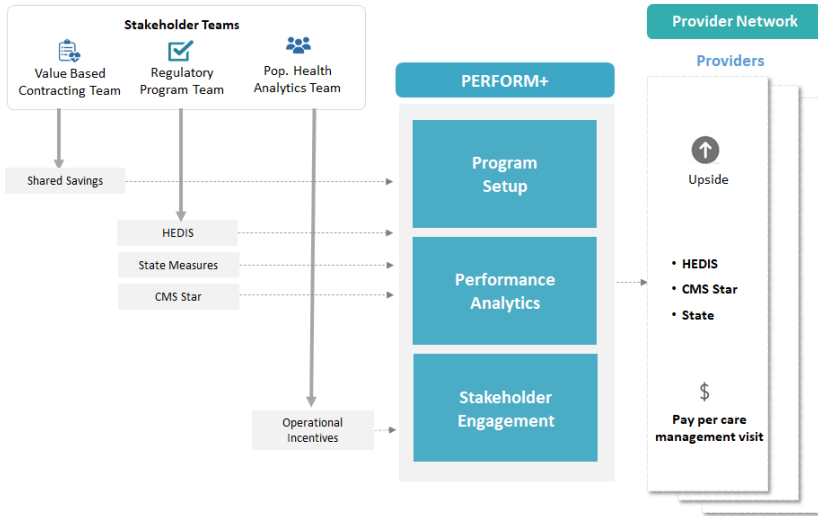 Stakeholder Teams
Value Based
Contracting Team
Regulatory
Program Team
Pop. Health
Analytics Team
Shared Savings
HEDIS
State Measures
CMS Star
Operational
Incentives
PERFORM+
Program
Setup
Performance
Analytics
Stakeholder
Engagement
Provider Network
Providers
Upside
• HEDIS
• CMS Star
• State
$
Pay per care
management visit